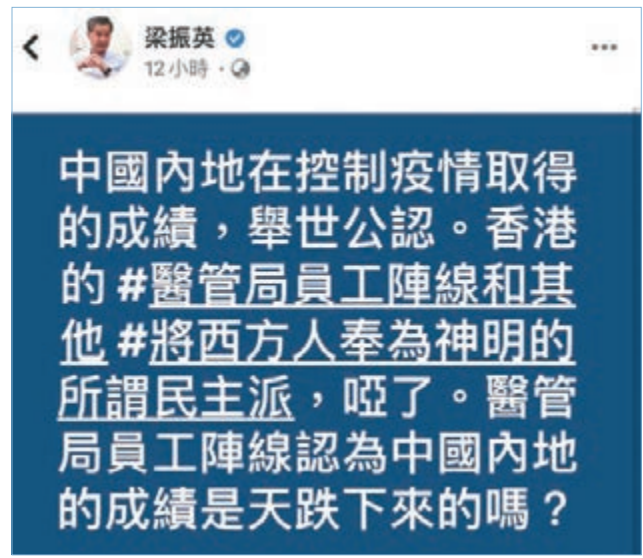 梁振英
12小時
中國內地在控制疫情取得
的成績，舉世公認。香港
的 #醫管局員工陣線和其
他 #將西方人奉為神明的
所謂民主派，啞了。醫管
局員工陣線認為中國內地
的成績是天跌下來的嗎？